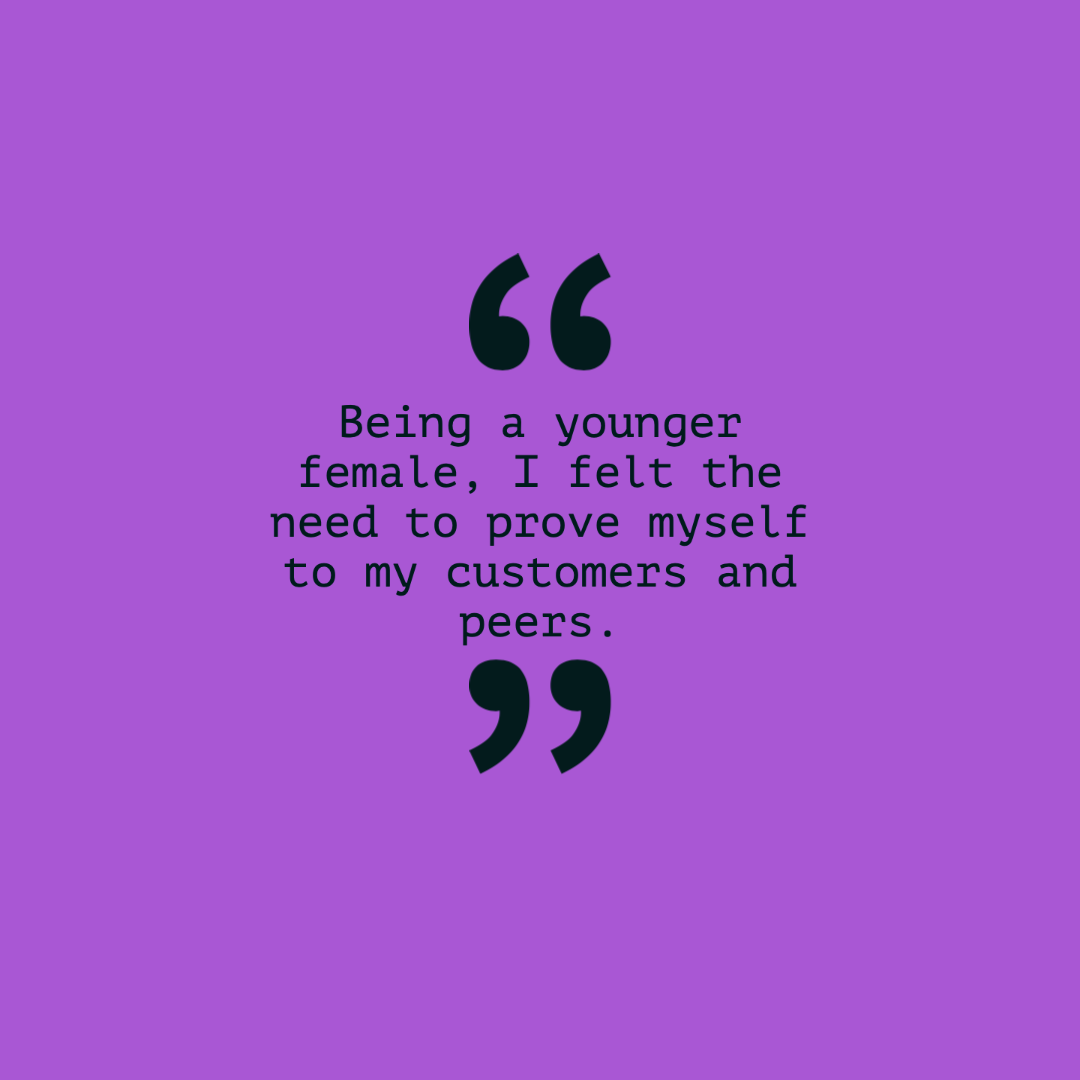 “
Being a younger
female, I felt the
need to prove myself
to my customers and
peers.
”